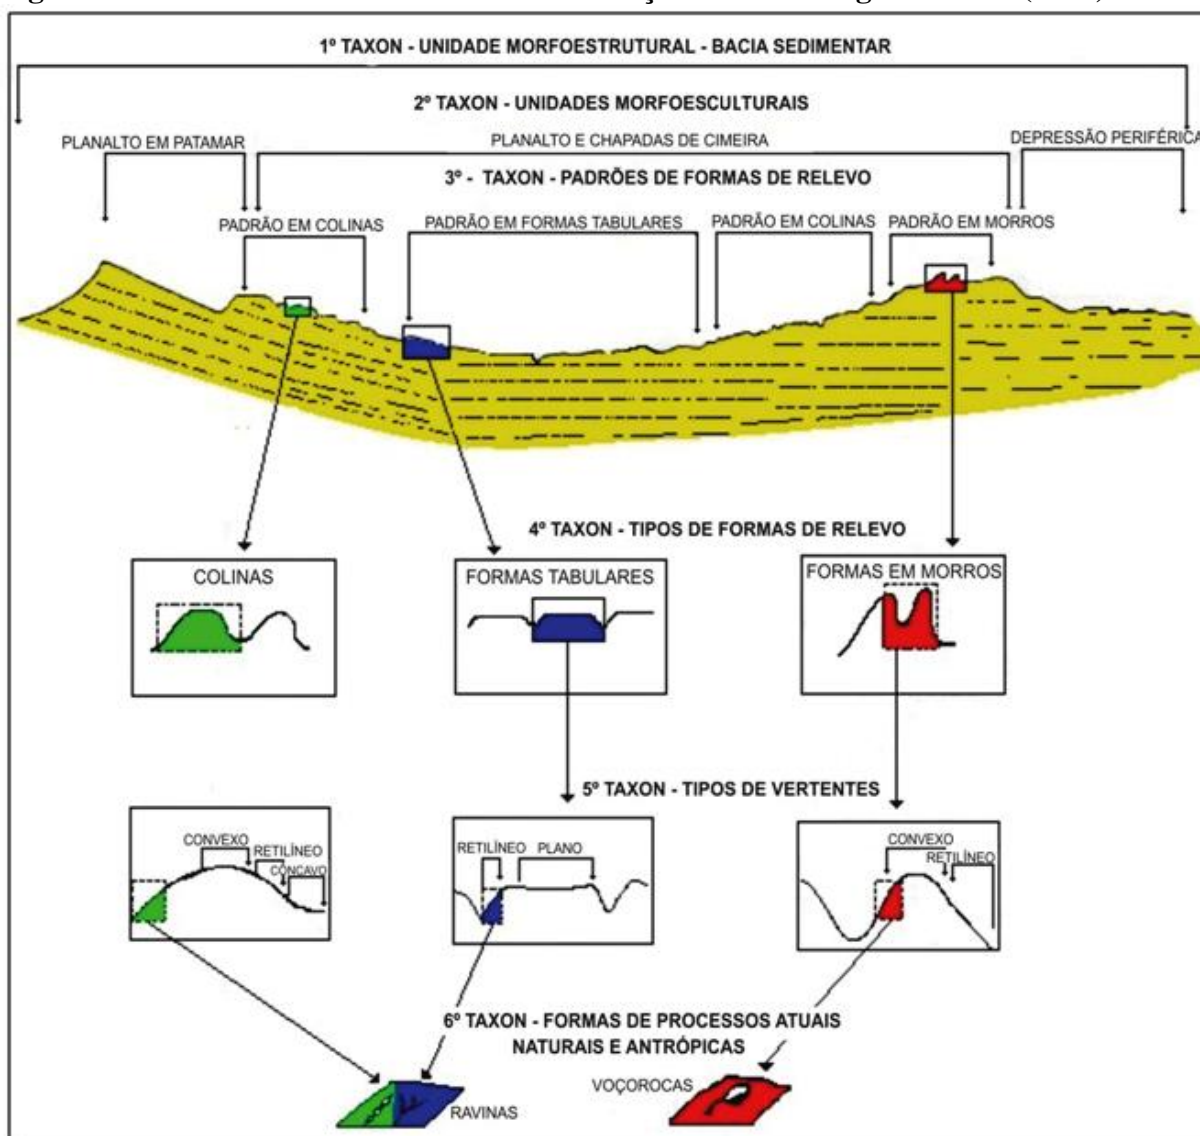 1º TAXON - UNIDADE MORFOESTRUTURAL - BACIA SEDIMENTAR
2º TAXON - UNIDADES MORFOESCULTURAIS
PLANALTO EM PATAMAR
PLANALTO E CHAPADAS DE CIMEIRA
DEPRESSÃO PERIFÉRICA
3º - TAXON - PADRÕES DE FORMAS DE RELEVO
PADRÃO EM COLINAS
PADRÃO EM FORMAS TABULARES
PADRÃO EM COLINAS
PADRÃO EM MORROS
4º TAXON - TIPOS DE FORMAS DE RELEVO
COLINAS
FORMAS TABULARES
FORMAS EM MORROS
5º TAXON - TIPOS DE VERTENTES
CONVEXO
RETILÍNEO
CÔNCAVO
RETILÍNEO
PLANO
CONVEXO
RETILÍNEO
6º TAXON - FORMAS DE PROCESSOS ATUAIS
NATURAIS E ANTRÓPICAS
RAVINAS
VOÇOROCAS